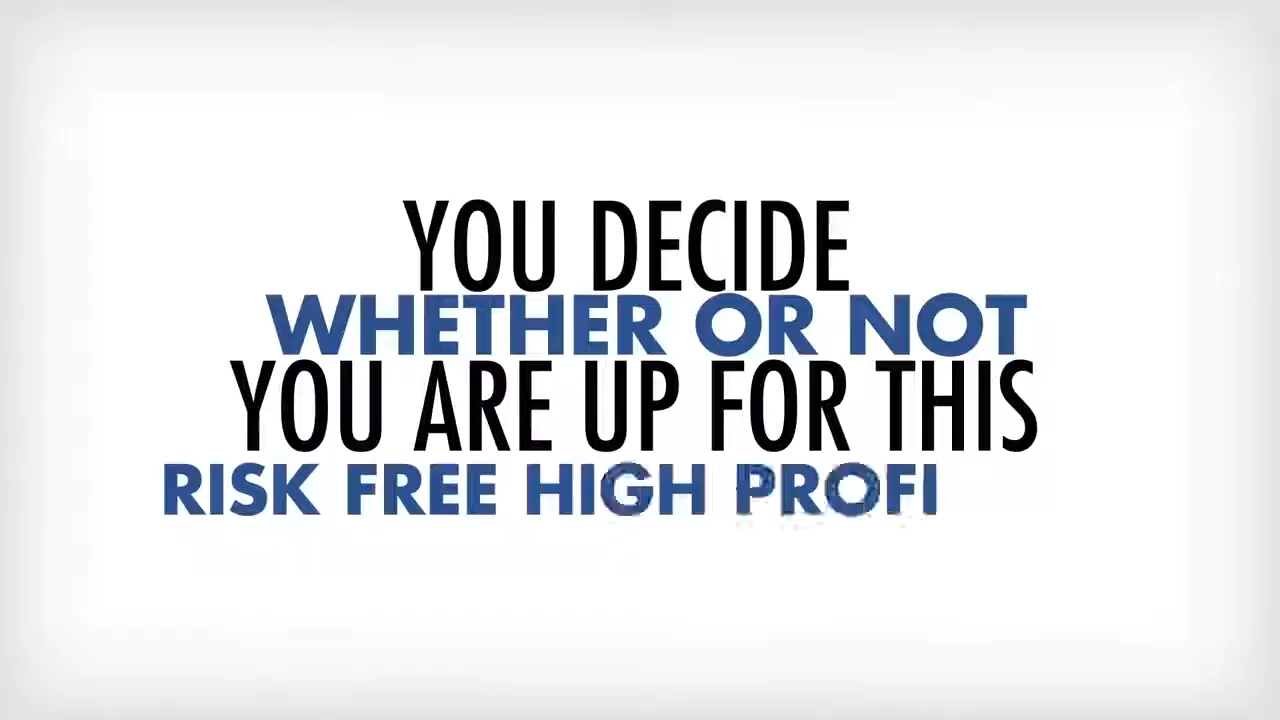 YOU DECIDE
WHETHER OR NOT
YOU ARE UP FOR THIS
RISK FREE HIGH PROFI